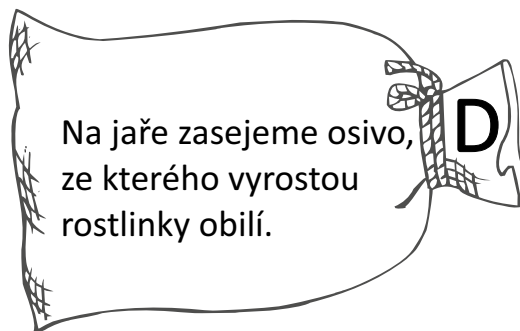 Na jaře zasejeme osivo,
ze kterého vyrostou
rostlinky obilí.
D